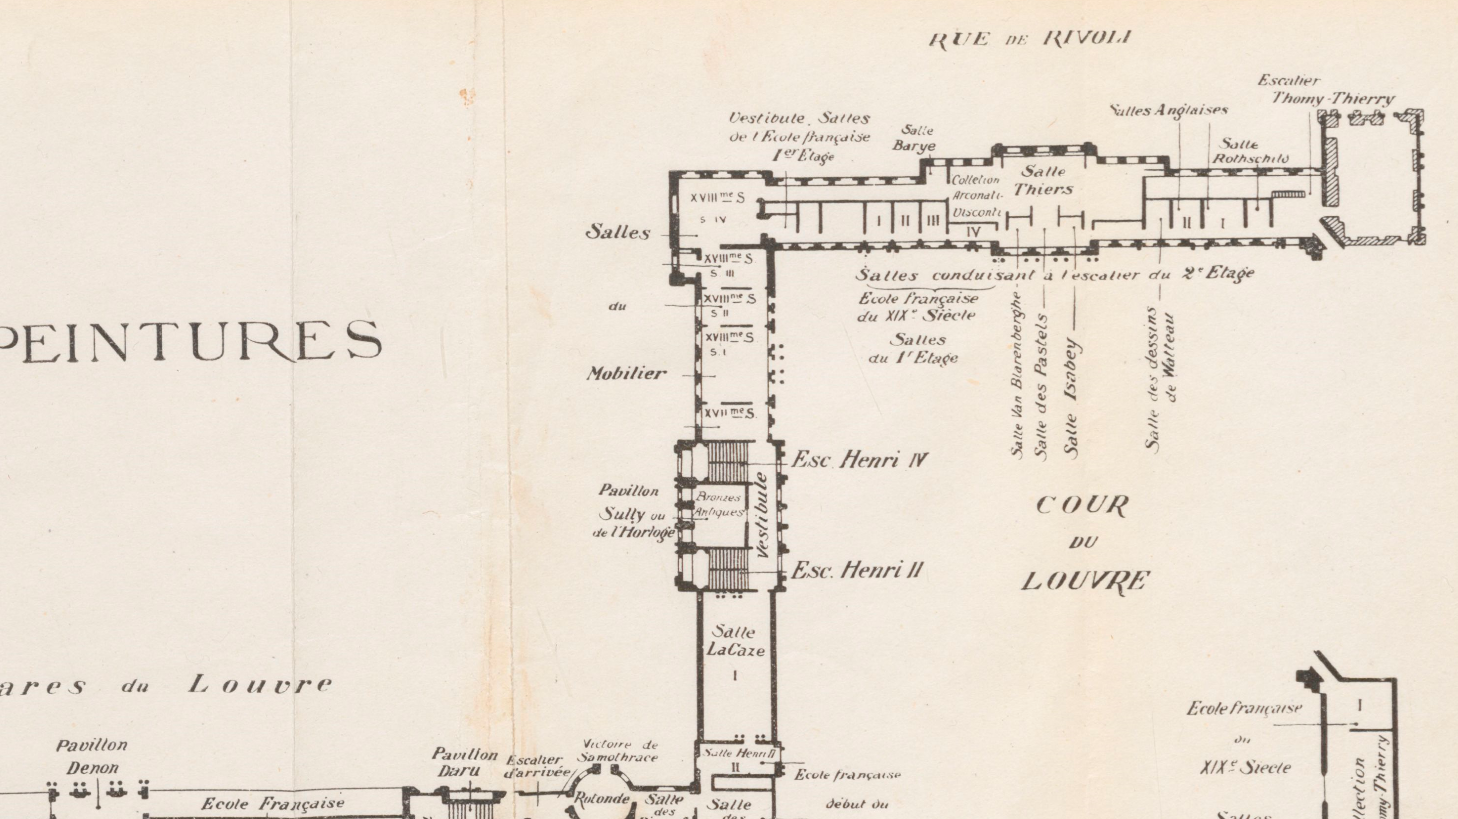 RUE DE RIVOLI
Escalier
Thomy-Thierry
Salles Anglaises
Vestibule, Salles
de l'Ecole française
1er Etage
Salle
Barye
Salle
Rothschild
Collection
Arconati-
Visconti
Salle
Thiers
XVIIIme S
S IV
I
II
III
IV
II
I
Salles
XVIIIme S
S III
Salles conduisant à l'escalier du 2e Etage
Ecole française
du XIXe Siècle
Salles
du 1r Etage
du
XVIIIme S
S II
XVIIIme S
S. I
PEINTURES
Mobilier
XVIIme S.
Salle Van Blarenberghe
Salle des Pastels
Salle Isabey
Salle des dessins
de Watteau
Esc. Henri IV
Pavillon
Sully ou
de l'Horloge
Bronzes
Antiques
Vestibule
Esc. Henri II
COUR
DU
LOUVRE
Salle
LaCaze
I
ares du Louvre
Ecole française
du
XIXe Siècle
Salles
I
llection
omy-Thierry
Pavillon
Denon
Pavillon
Daru
Escalier
d'arrivée
Victoire de
Samothrace
Salle Henri II
II
Ecole française
début du
Ecole Française
Rotonde
Salle
des
Salle
des